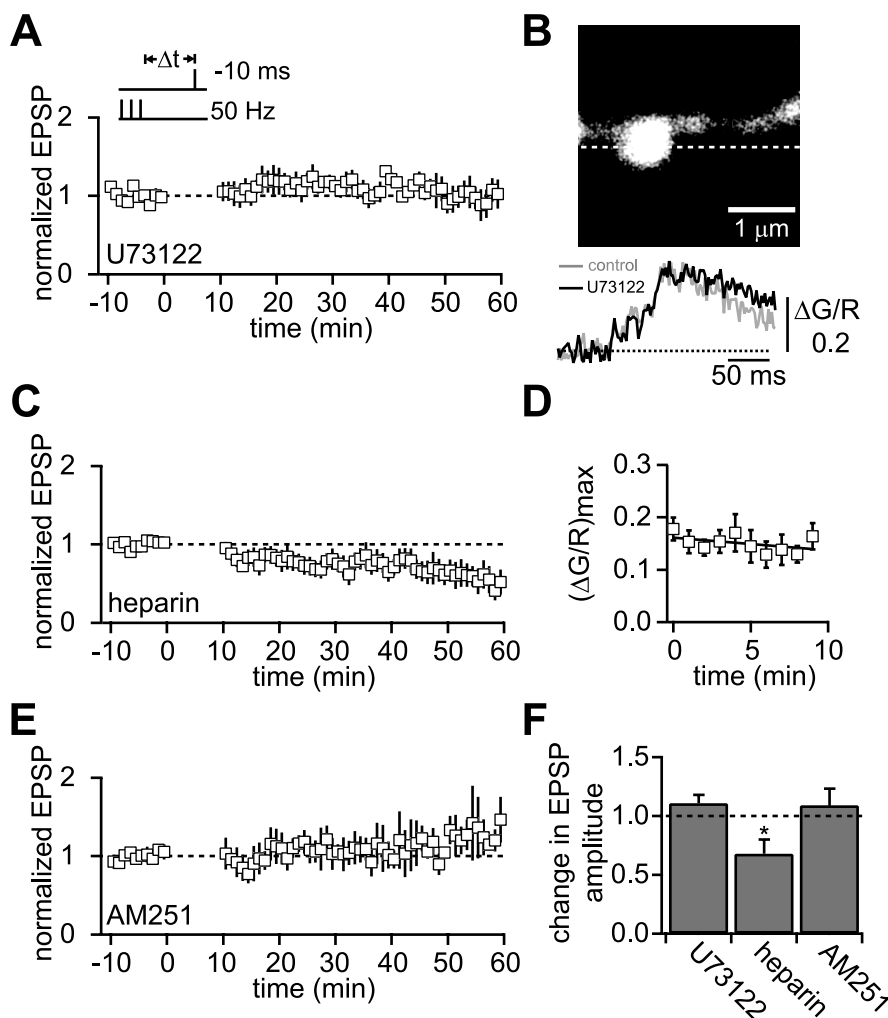 A
Δt
-10 ms
50 Hz
normalized EPSP
2
1
0
U73122
-10 0 10 20 30 40 50 60
time (min)
B
1 μm
control
U73122
ΔG/R
0.2
50 ms
C
normalized EPSP
2
1
0
heparin
-10 0 10 20 30 40 50 60
time (min)
D
(ΔG/R)max
0.3
0.2
0.1
0.0
0 5 10
time (min)
E
normalized EPSP
2
1
0
AM251
-10 0 10 20 30 40 50 60
time (min)
F
change in EPSP
amplitude
1.5
1.0
0.5
0.0
*
U73122
heparin
AM251